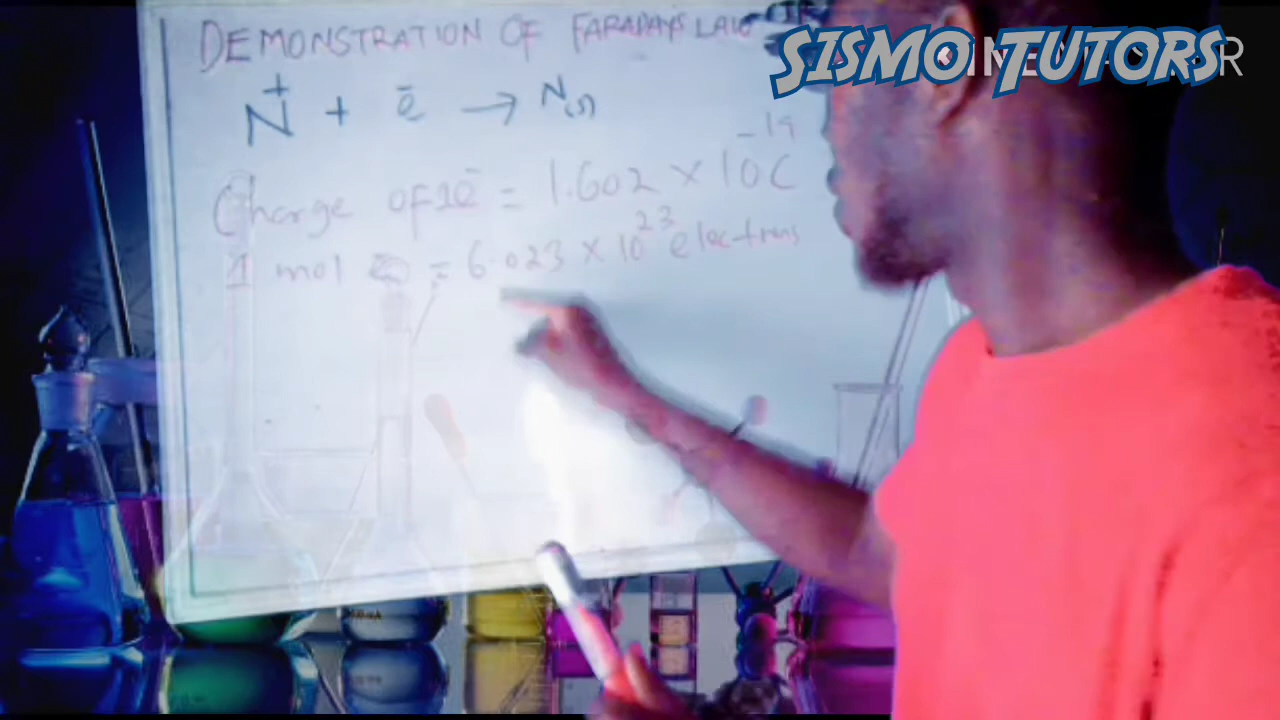 DEMONSTRATION OF FARADAYS LAW
SISMO TUTORS
N⁺ + e⁻ → N(s)
Charge of 1e⁻ = 1.602 × 10⁻¹⁹ C
1 mol e = 6.023 × 10²³ electrons